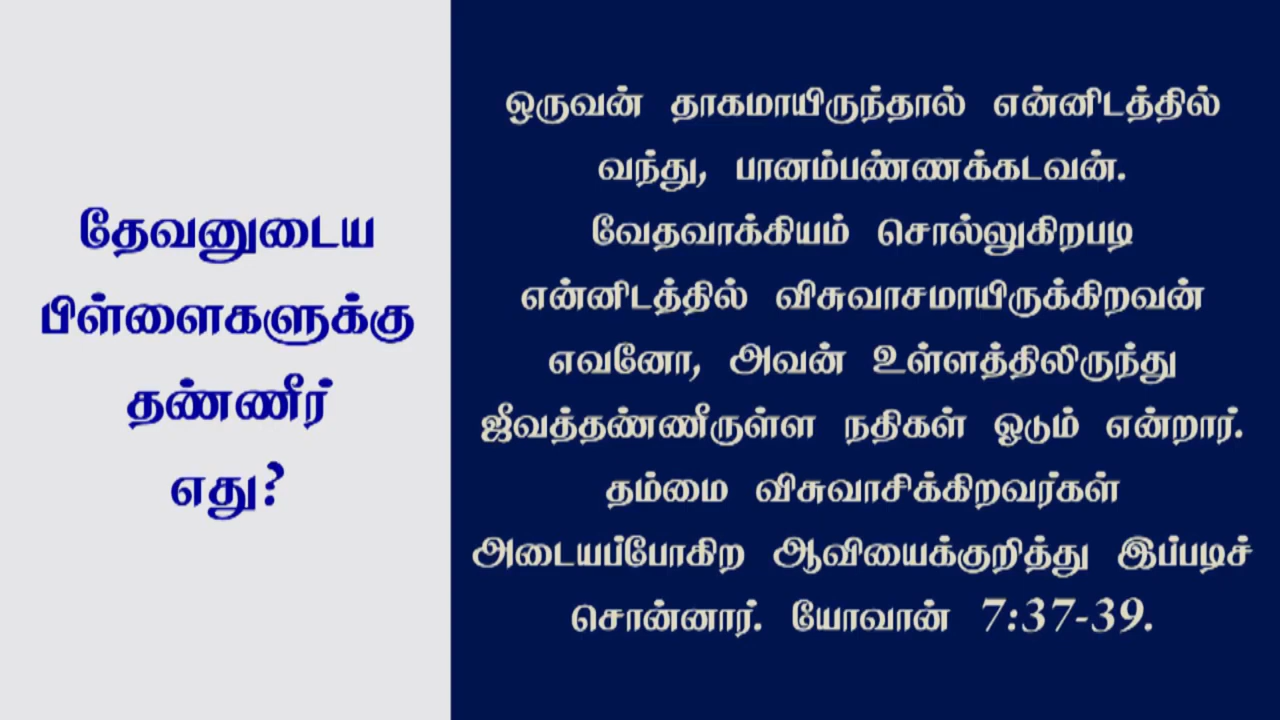 தேவனுடைய
பிள்ளைகளுக்கு
தண்ணீர்
எது?
ஒருவன் தாகமாயிருந்தால் என்னிடத்தில்
வந்து, பானம்பண்ணக்கடவன்.
வேதவாக்கியம் சொல்லுகிறபடி
என்னிடத்தில் விசுவாசமாயிருக்கிறவன்
எவனோ, அவன் உள்ளத்திலிருந்து
ஜீவத்தண்ணீருள்ள நதிகள் ஓடும் என்றார்.
தம்மை விசுவாசிக்கிறவர்கள்
அடையப்போகிற ஆவியைக்குறித்து இப்படிச்
சொன்னார். யோவான் 7:37-39.